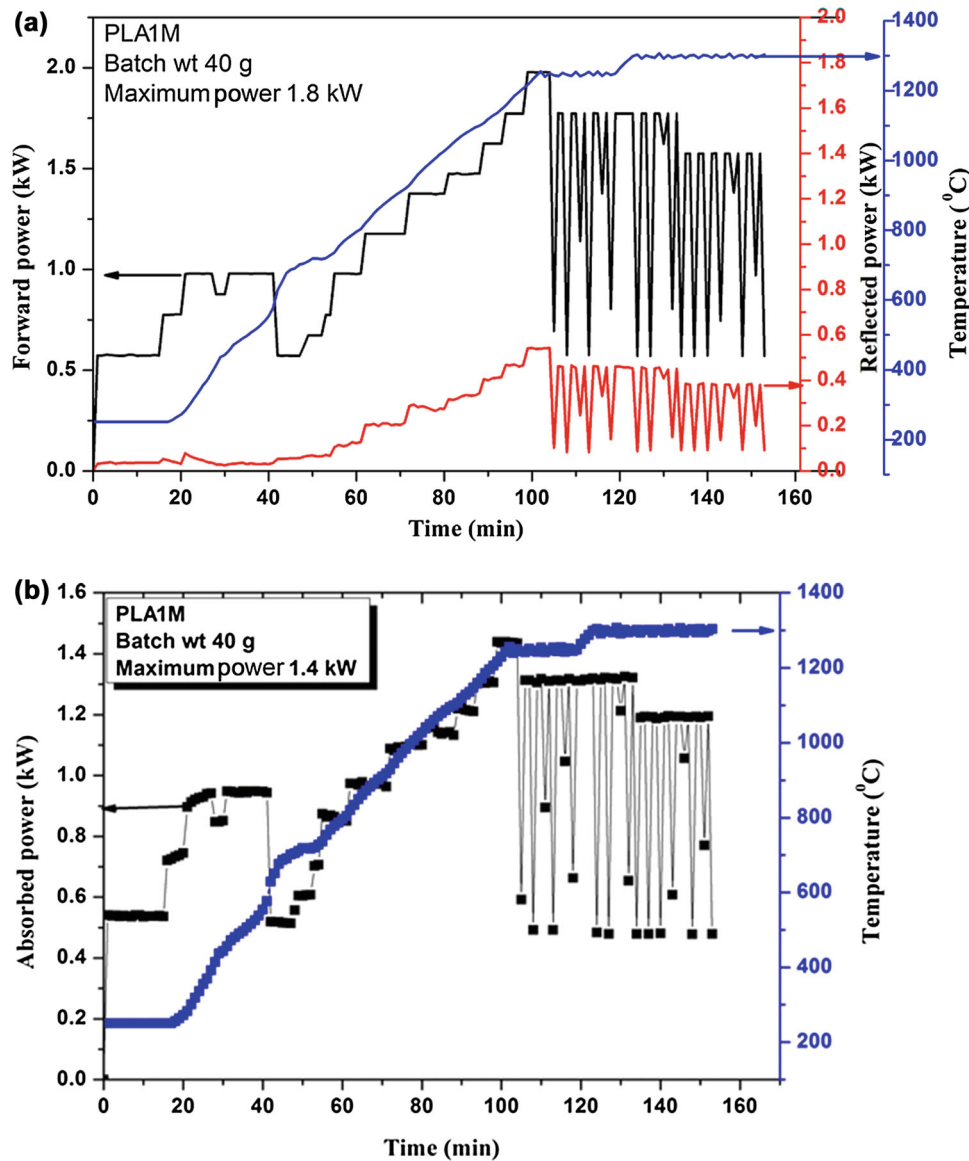 (a)
PLA1M
Batch wt 40 g
Maximum power 1.8 kW
Forward power (kW)
2.0
1.5
1.0
0.5
0.0
0 20 40 60 80 100 120 140 160
Time (min)
2.0
1.8
1.6
1.4
1.2
1.0
0.8
0.6
0.4
0.2
0.0
Reflected power (kW)
1400
1200
1000
800
600
400
200
Temperature (⁰C)
(b)
PLA1M
Batch wt 40 g
Maximum power 1.4 kW
Absorbed power (kW)
1.6
1.4
1.2
1.0
0.8
0.6
0.4
0.2
0.0
0 20 40 60 80 100 120 140 160
Time (min)
1400
1200
1000
800
600
400
200
Temperature (⁰C)